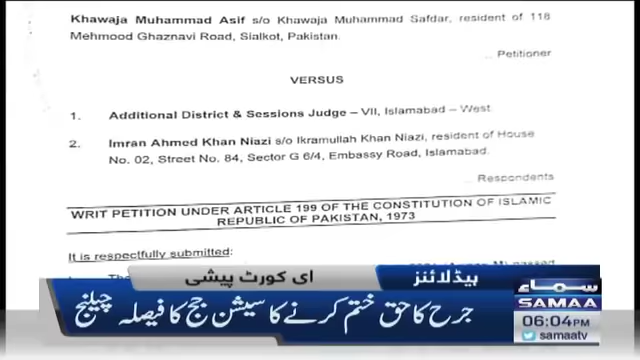 Khawaja Muhammad Asif s/o Khawaja Muhammad Safdar, resident of 118
Mehmood Ghaznavi Road, Sialkot, Pakistan.
.. Petitioner
VERSUS
1. Additional District & Sessions Judge – VII, Islamabad – West
2. Imran Ahmed Khan Niazi s/o Ikramullah Khan Niazi, resident of House
No. 02, Street No. 84, Sector G 6/4, Embassy Road, Islamabad.
.. Respondents
WRIT PETITION UNDER ARTICLE 199 OF THE CONSTITUTION OF ISLAMIC
REPUBLIC OF PAKISTAN, 1973
It is respectfully submitted:
passed
ہیڈلائنز
ای کورٹ پیشی
جرح کا حق ختم کرنے کا سیشن جج کا فیصلہ چیلنج
سماء
SAMAA
06:04PM
samaatv